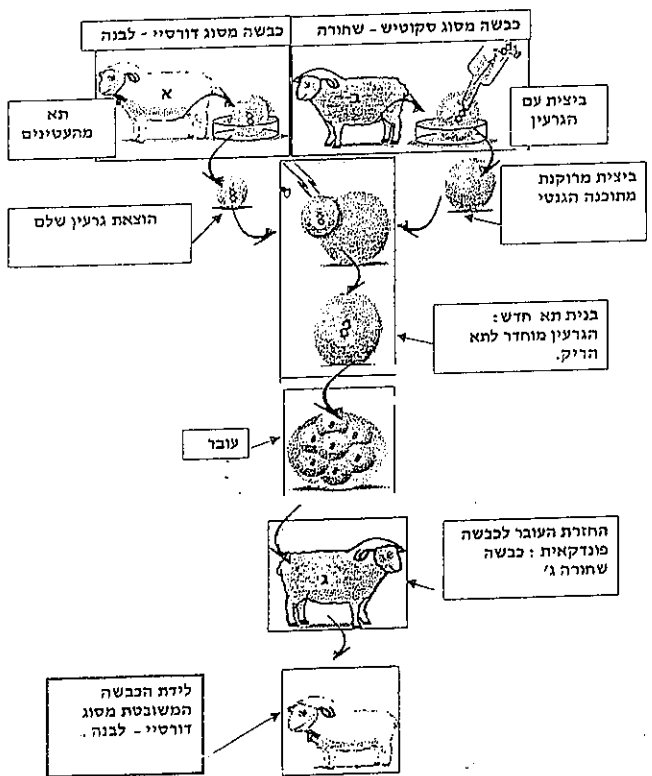 כבשה מסוג סקוטיש – שחורה
כבשה מסוג דורסיי – לבנה
ב
א
ביצית עם
הגרעין
תא
מהעטינים
ביצית מרוקנת
מתוכנה הגנטי
הוצאת גרעין שלם
בנית תא חדש:
הגרעין מוחדר לתא
הריק.
עובר
החזרת העובר לכבשה
פונדקאית : כבשה
שחורה ג'
ג'
לידת הכבשה
המשובטת מסוג
דורסיי – לבנה .